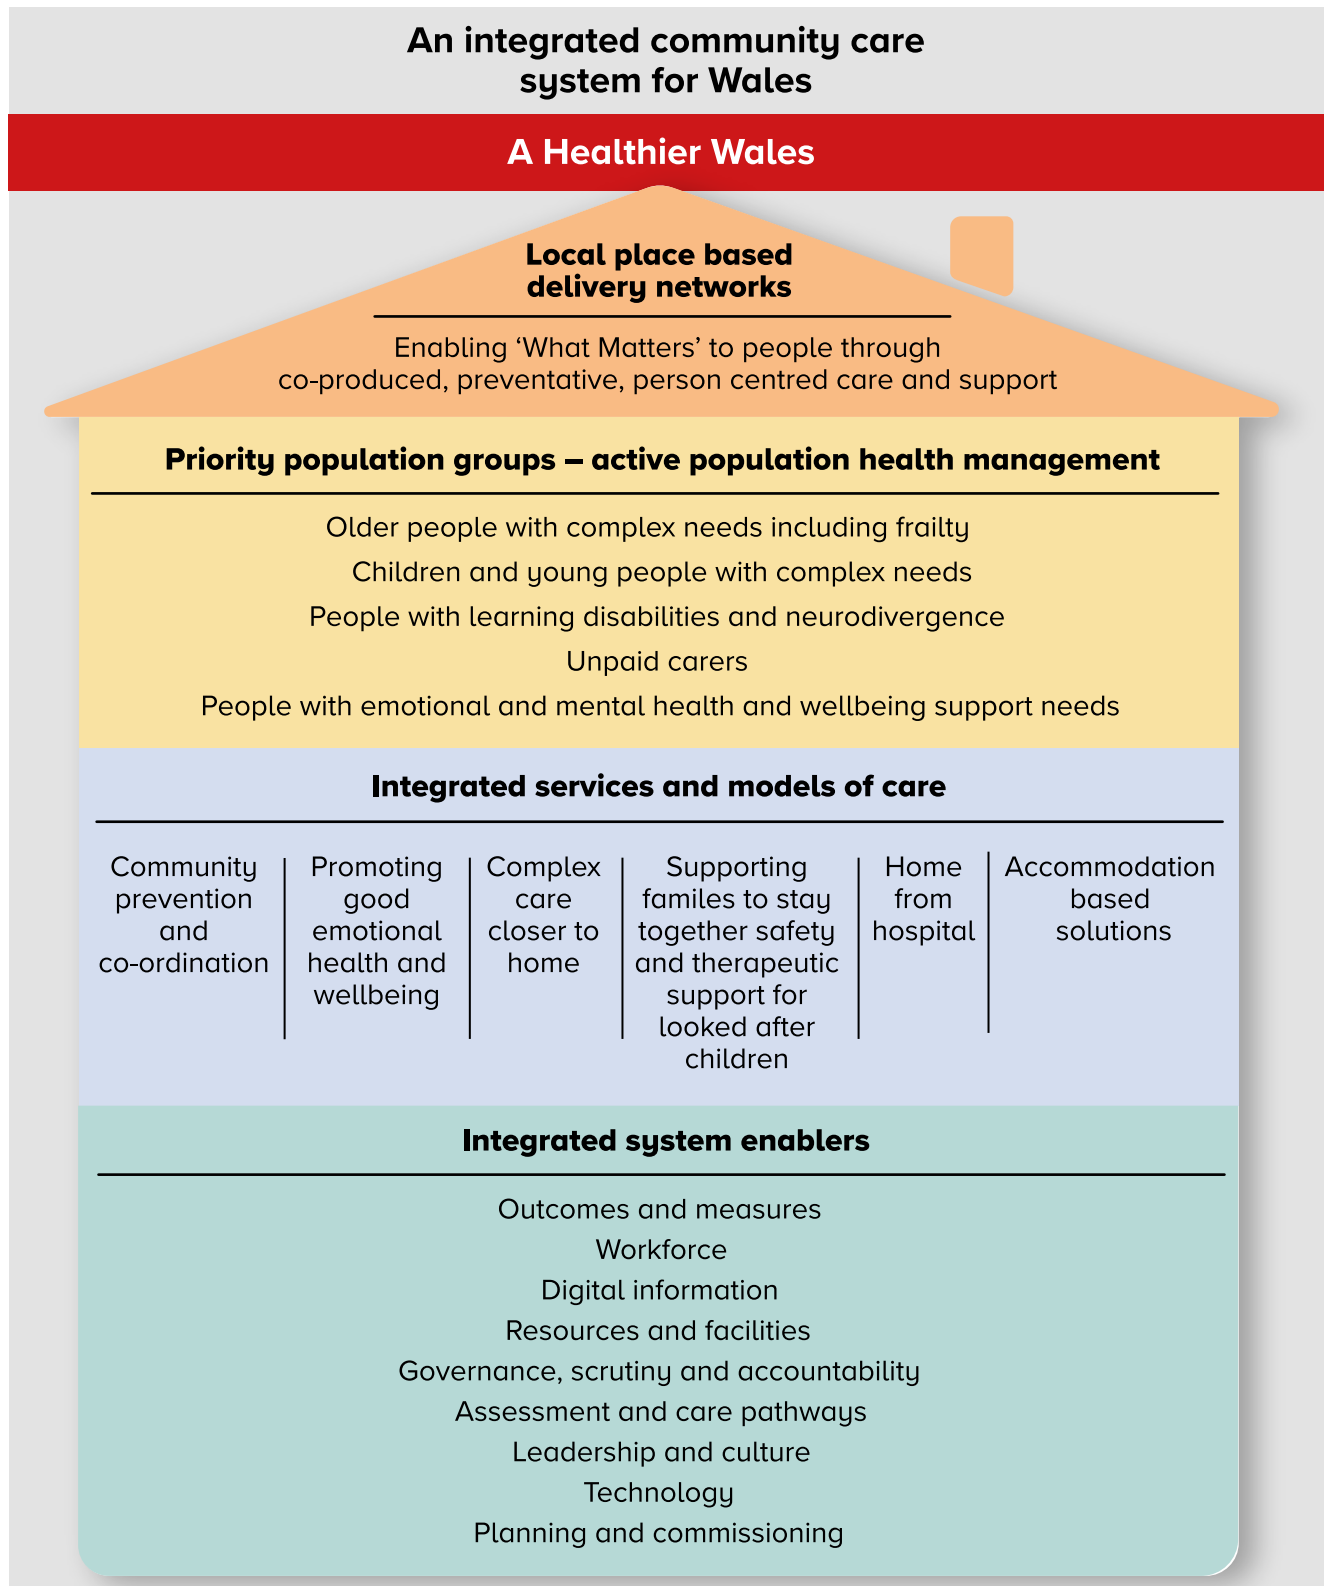 An integrated community care
system for Wales
A Healthier Wales
Local place based
delivery networks
Enabling ‘What Matters’ to people through
co-produced, preventative, person centred care and support
Priority population groups – active population health management
Older people with complex needs including frailty
Children and young people with complex needs
People with learning disabilities and neurodivergence
Unpaid carers
People with emotional and mental health and wellbeing support needs
Integrated services and models of care
Community
prevention
and
co-ordination
Promoting
good
emotional
health and
wellbeing
Complex
care
closer to
home
Supporting
familes to stay
together safety
and therapeutic
support for
looked after
children
Home
from
hospital
Accommodation
based
solutions
Integrated system enablers
Outcomes and measures
Workforce
Digital information
Resources and facilities
Governance, scrutiny and accountability
Assessment and care pathways
Leadership and culture
Technology
Planning and commissioning